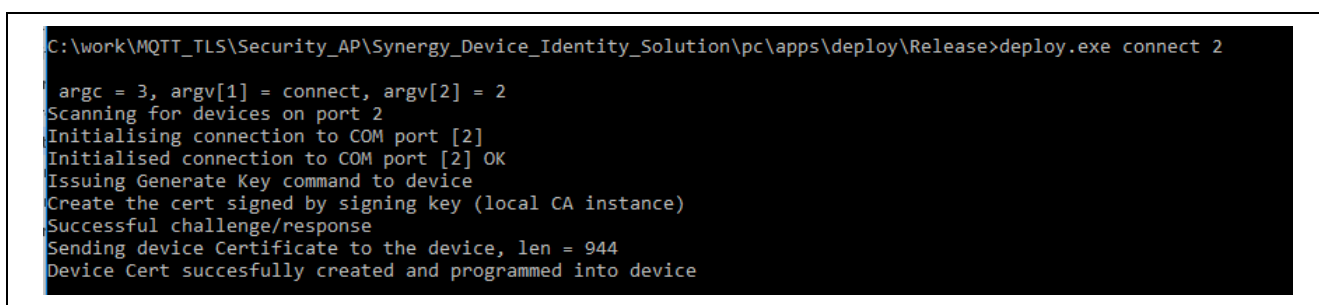 C:\work\MQTT_TLS\Security_AP\Synergy_Device_Identity_Solution\pc\apps\deploy\Release>deploy.exe connect 2
argc = 3, argv[1] = connect, argv[2] = 2
Scanning for devices on port 2
Initialising connection to COM port [2]
Initialised connection to COM port [2] OK
Issuing Generate Key command to device
Create the cert signed by signing key (local CA instance)
Successful challenge/response
Sending device Certificate to the device, len = 944
Device Cert succesfully created and programmed into device